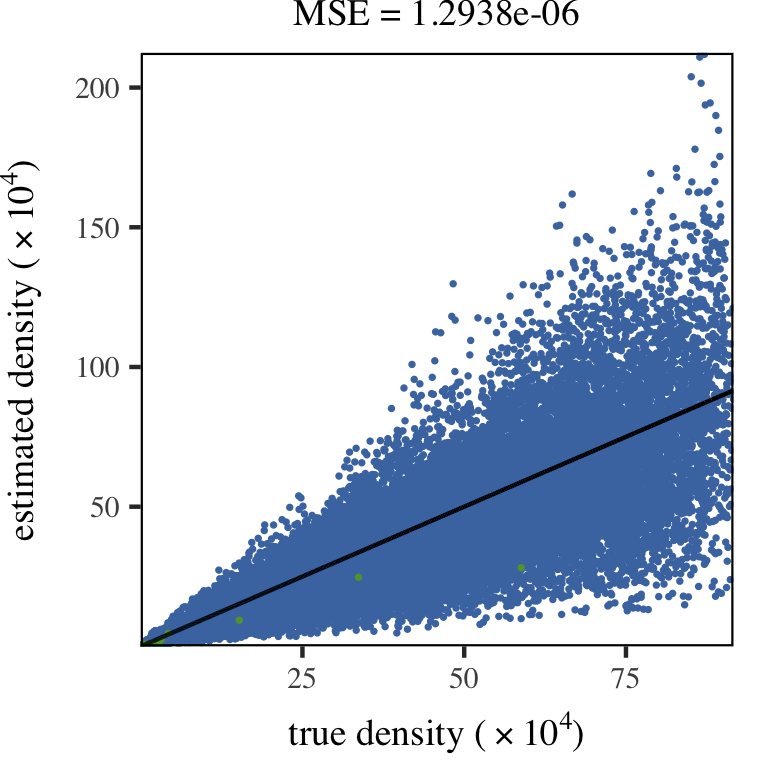 MSE = 1.2938e-06
200
150
100
50
estimated density ( × 10⁴)
25 50 75
true density ( × 10⁴)